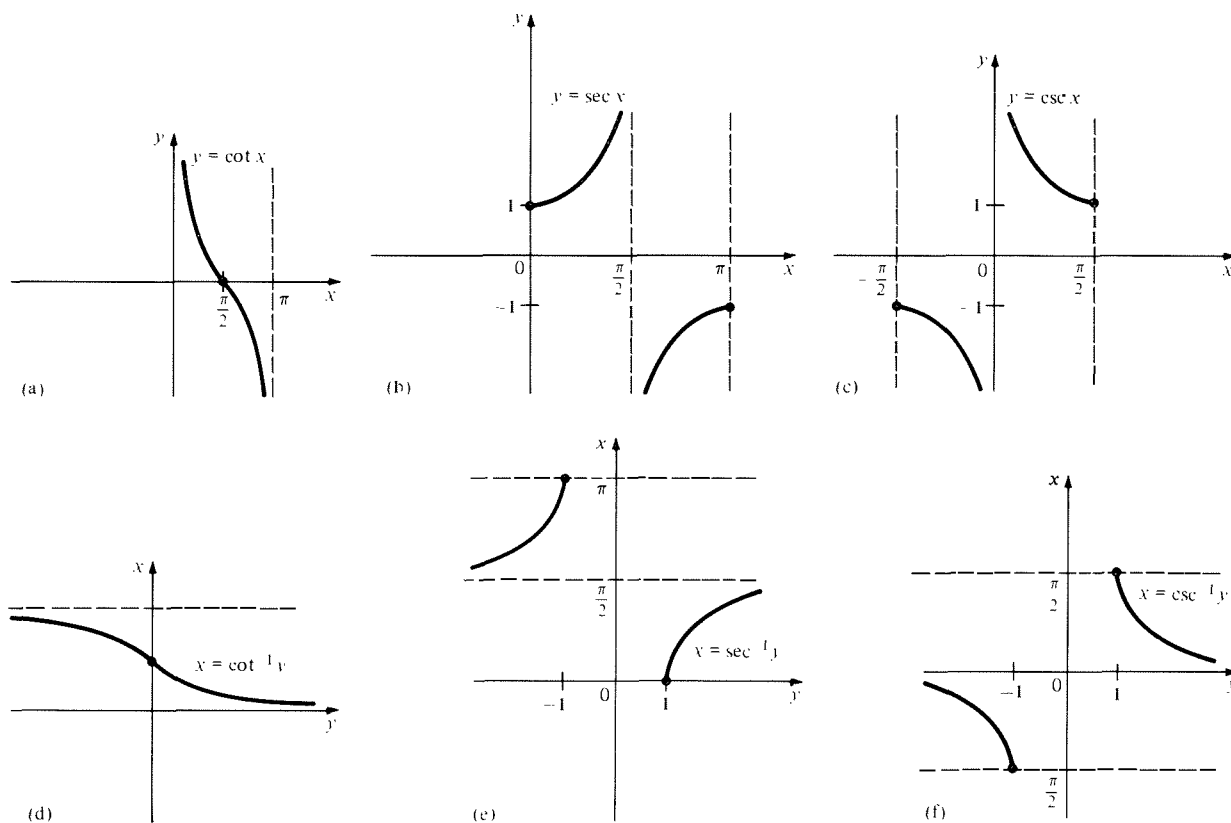 y
y = cot x
π/2
π
x
(a)
y
y = sec x
1
0
π/2
π
x
-1
(b)
y
y = csc x
1
-π/2
0
π/2
x
-1
(c)
x
x = cot⁻¹ y
y
(d)
x
π
π/2
x = sec⁻¹ y
-1
0
1
y
(e)
x
π/2
x = csc⁻¹ y
-1
0
1
π/2
(f)